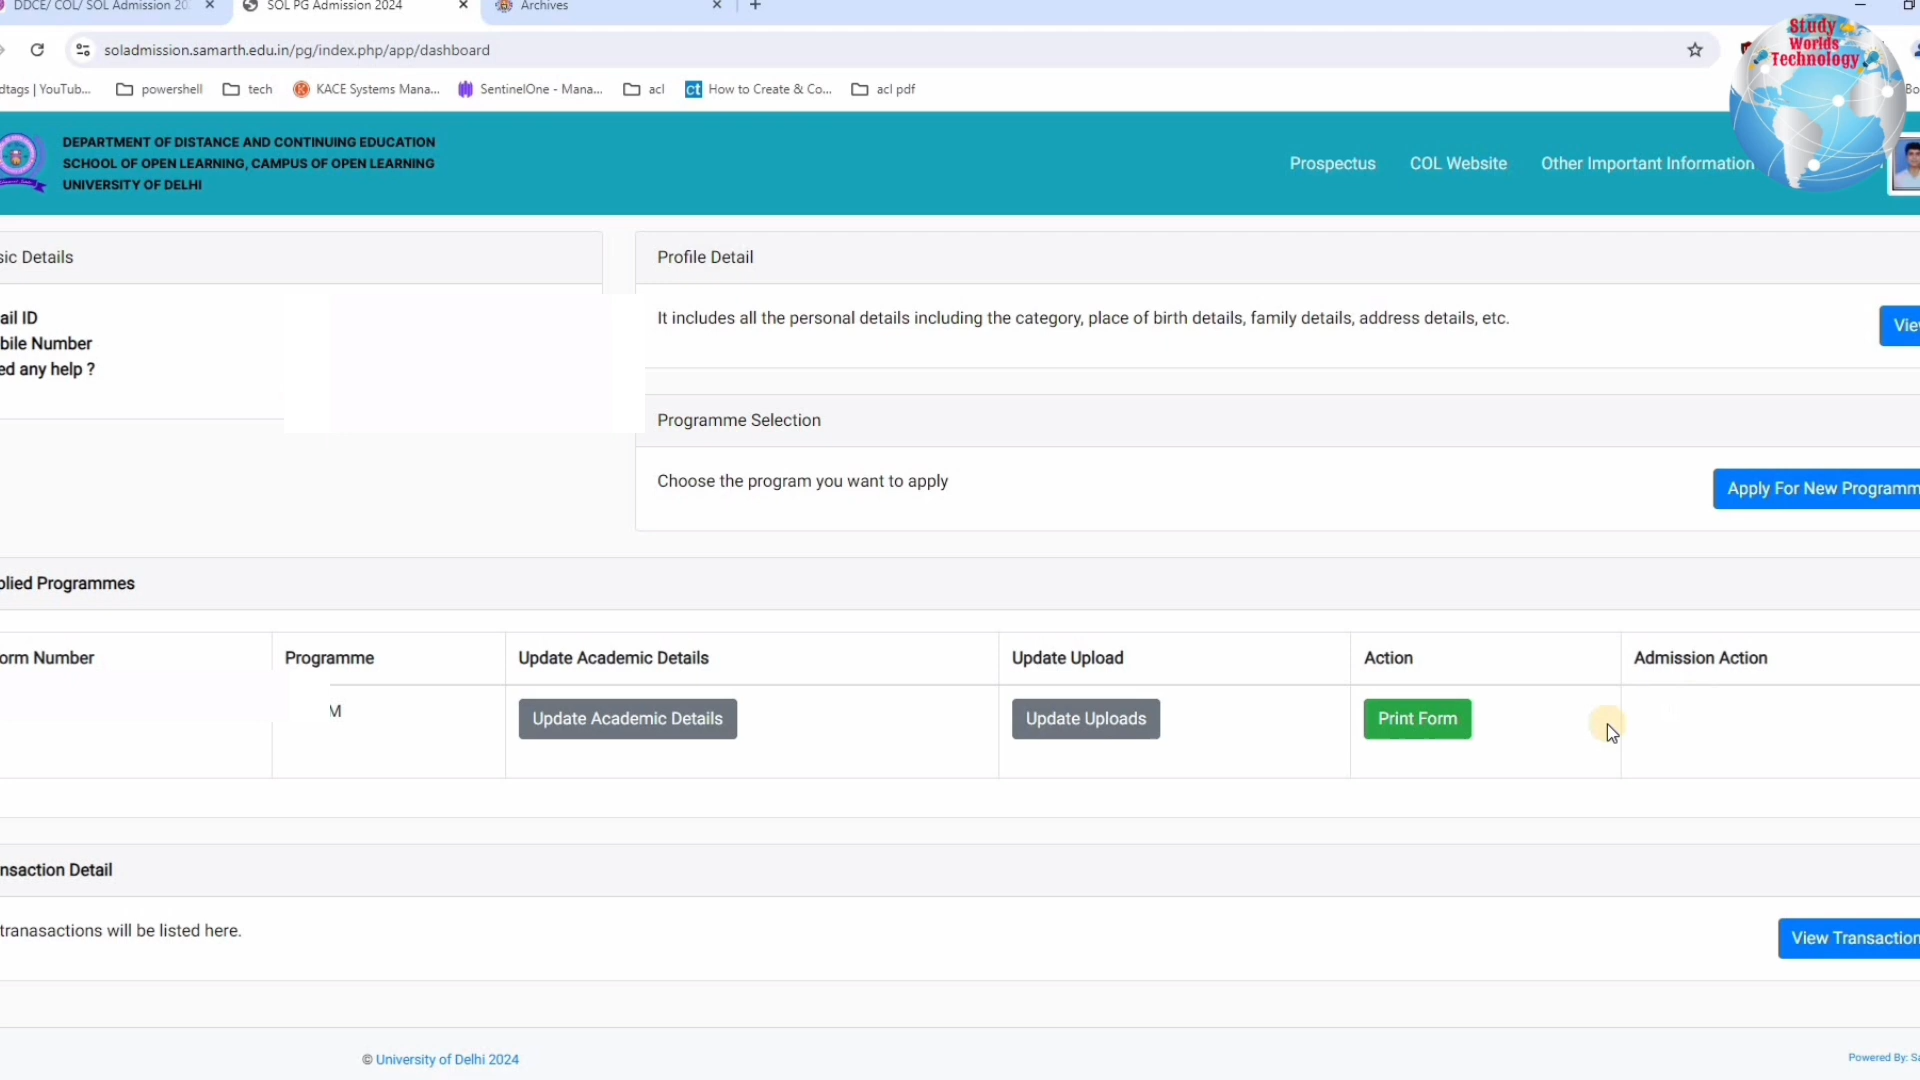 DDCE/ COL/ SOL Admission 20
SOL PG Admission 2024
Archives
soladmission.samarth.edu.in/pg/index.php/app/dashboard
dtags | YouTub...
powershell
tech
KACE Systems Mana...
SentinelOne - Mana...
acl
ct
How to Create & Co...
acl pdf
Bo
Study
Worlds
Technology
DEPARTMENT OF DISTANCE AND CONTINUING EDUCATION
SCHOOL OF OPEN LEARNING, CAMPUS OF OPEN LEARNING
UNIVERSITY OF DELHI
Prospectus
COL Website
Other Important Information
sic Details
Profile Detail
ail ID
bile Number
ed any help ?
It includes all the personal details including the category, place of birth details, family details, address details, etc.
Vie
Programme Selection
Choose the program you want to apply
Apply For New Programm
plied Programmes
orm Number
Programme
Update Academic Details
Update Upload
Action
Admission Action
M
Update Academic Details
Update Uploads
Print Form
nsaction Detail
tranasactions will be listed here.
View Transaction
© University of Delhi 2024
Powered By: Sa